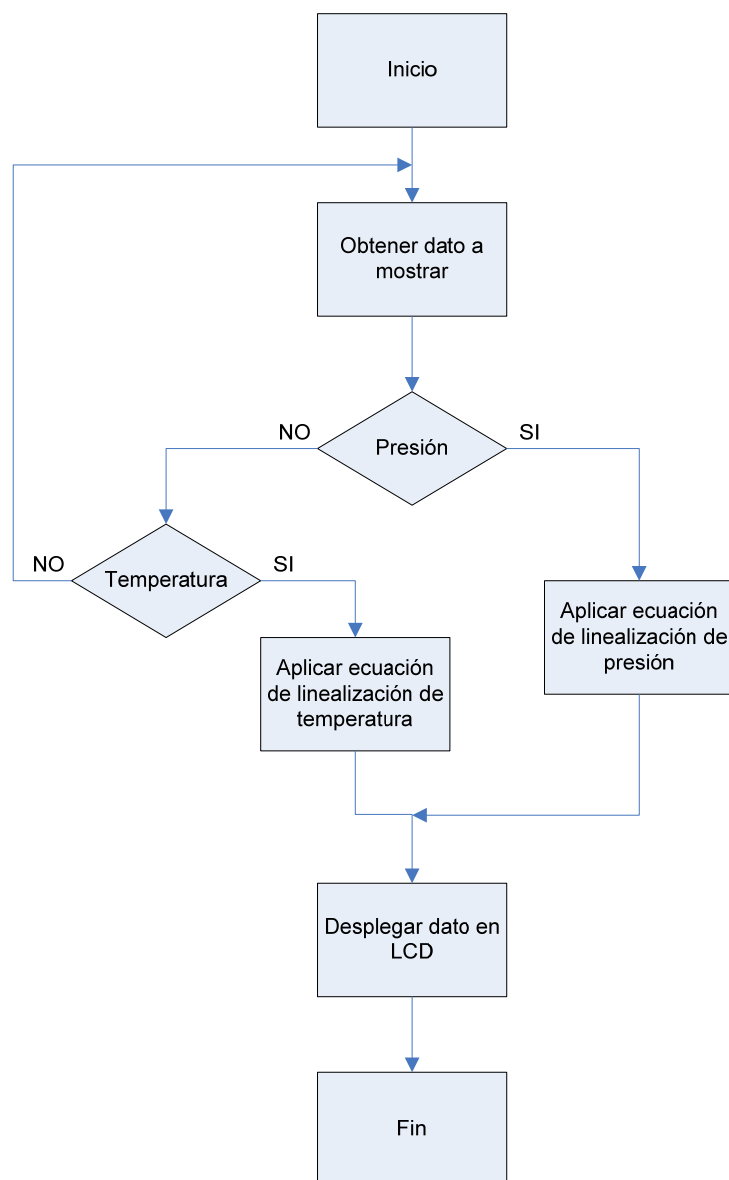 Inicio
Obtener dato a
mostrar
NO
Presión
SI
NO
Temperatura
SI
Aplicar ecuación
de linealización de
presión
Aplicar ecuación
de linealización de
temperatura
Desplegar dato en
LCD
Fin